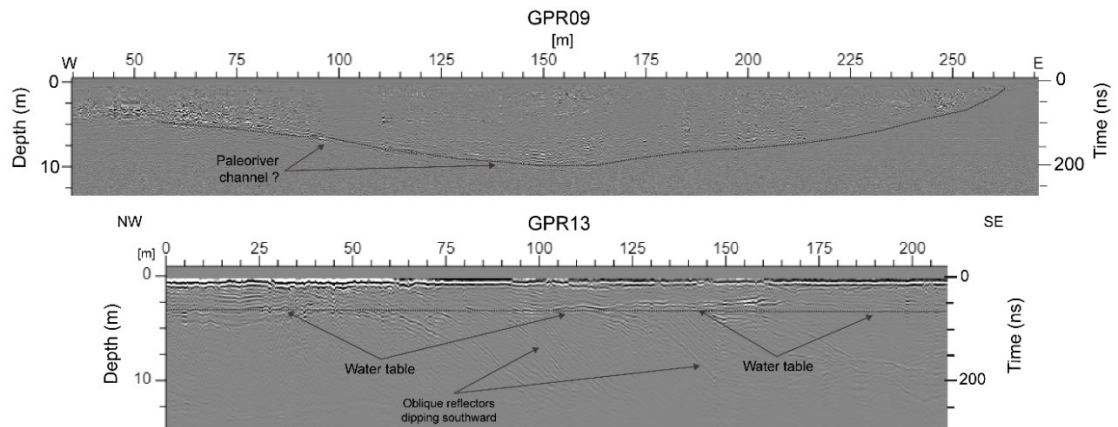 GPR09
[m]
W 50 75 100 125 150 175 200 225 250 E
Depth (m)
0
10
Time (ns)
0
200
Paleoriver
channel ?
NW GPR13 SE
[m] 0 25 50 75 100 125 150 175 200
Depth (m)
0
10
Time (ns)
0
200
Water table
Water table
Oblique reflectors
dipping southward